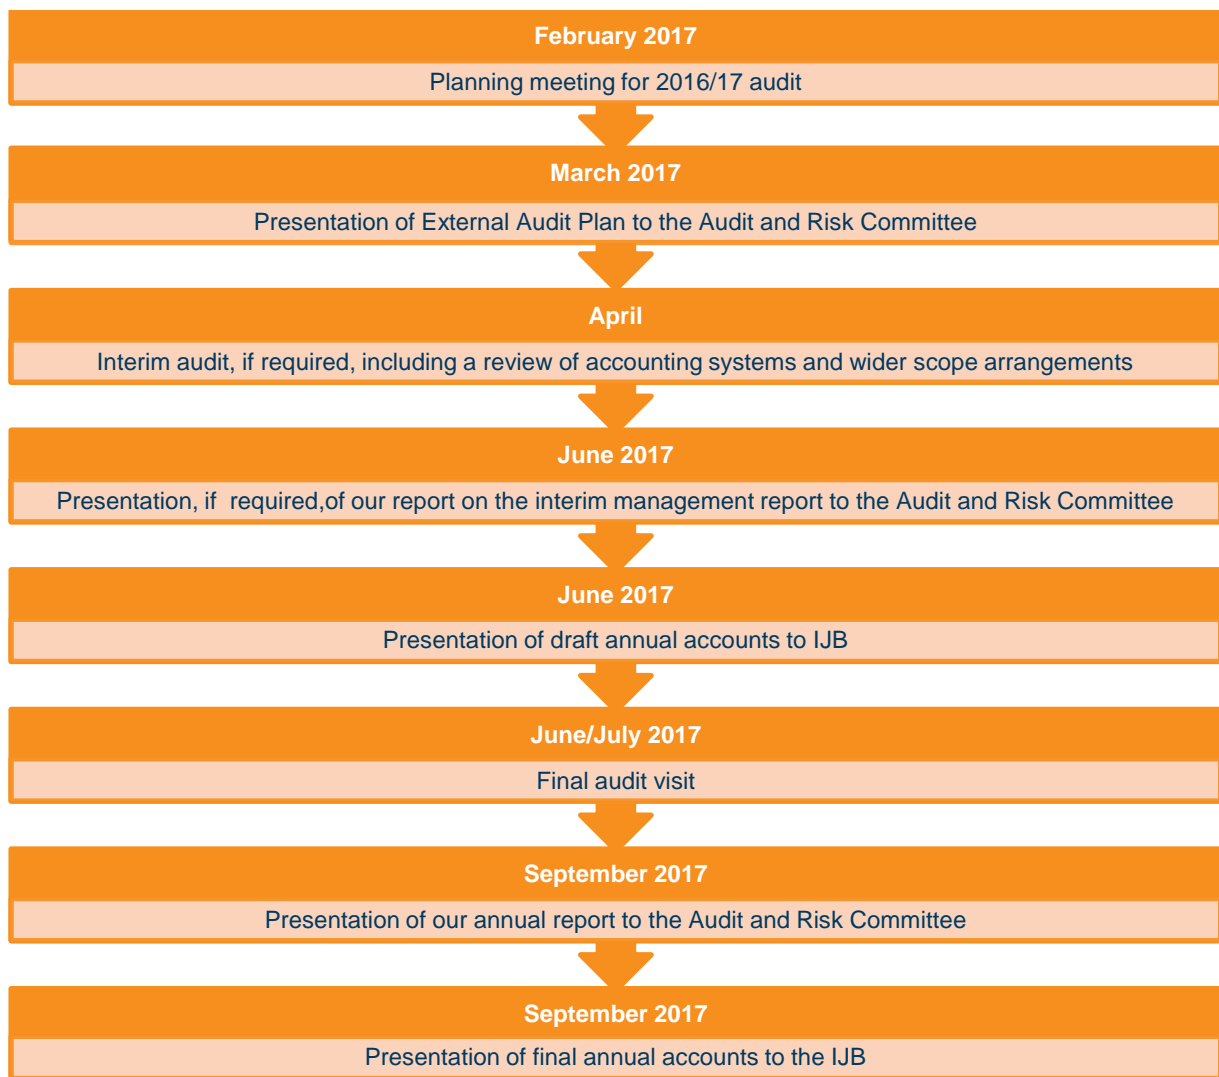 February 2017
Planning meeting for 2016/17 audit
March 2017
Presentation of External Audit Plan to the Audit and Risk Committee
April
Interim audit, if required, including a review of accounting systems and wider scope arrangements
June 2017
Presentation, if  required,of our report on the interim management report to the Audit and Risk Committee
June 2017
Presentation of draft annual accounts to IJB
June/July 2017
Final audit visit
September 2017
Presentation of our annual report to the Audit and Risk Committee
September 2017
Presentation of final annual accounts to the IJB